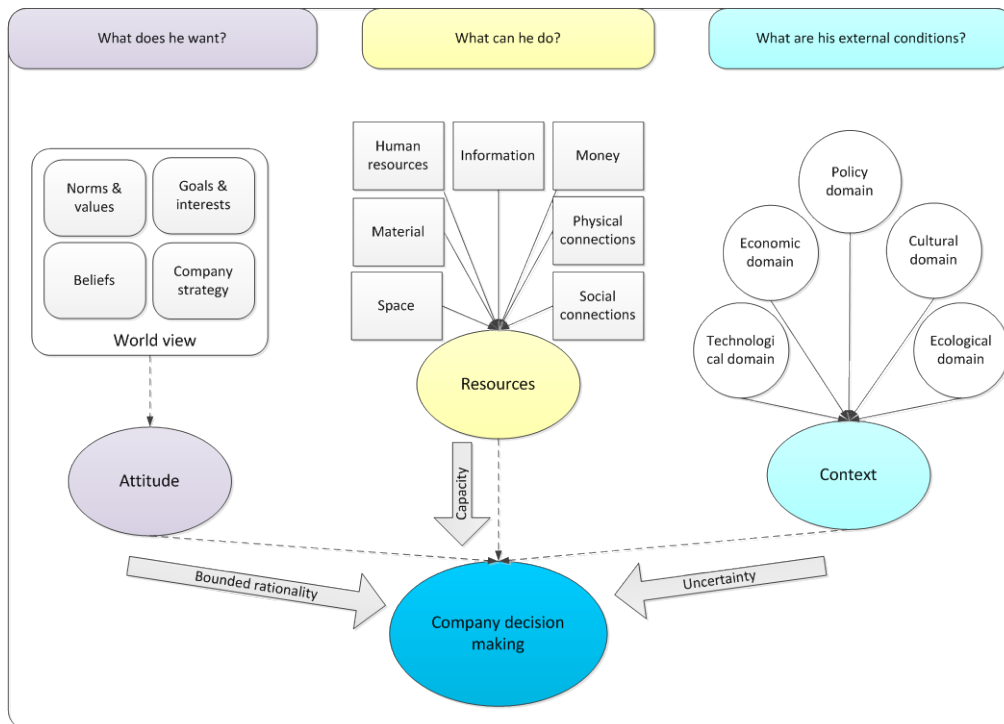 What does he want?
What can he do?
What are his external conditions?
Norms &
values
Goals &
interests
Beliefs
Company
strategy
World view
Attitude
Human
resources
Information
Money
Material
Physical
connections
Space
Social
connections
Resources
Policy
domain
Economic
domain
Cultural
domain
Technologi
cal domain
Ecological
domain
Context
Capacity
Bounded rationality
Uncertainty
Company decision
making